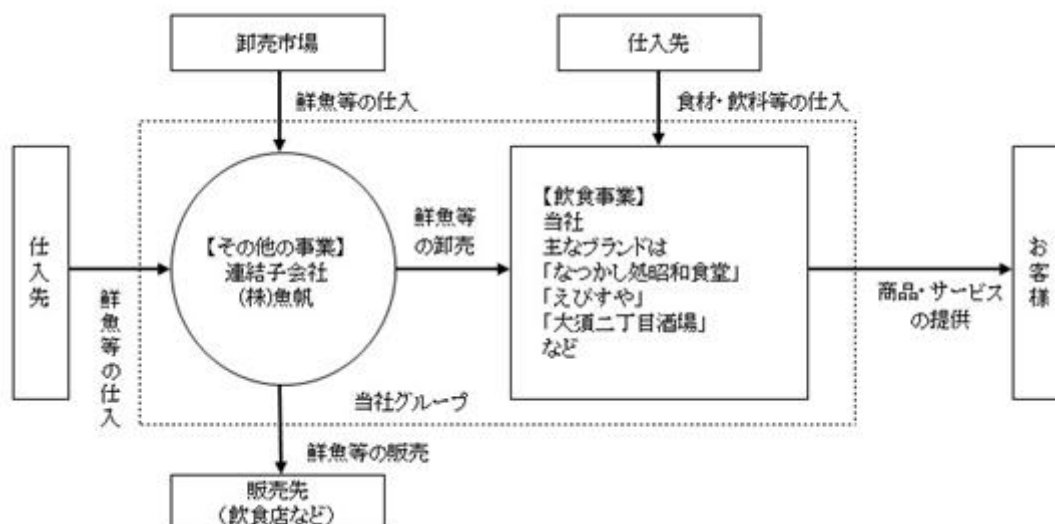 卸売市場
仕入先
鮮魚等の仕入
食材・飲料等の仕入
仕入先
鮮魚等の仕入
【その他の事業】
連結子会社
(株)魚帆
鮮魚等
の卸売
【飲食事業】
当社
主なブランドは
「なつかし処昭和食堂」
「えびすや」
「大須二丁目酒場」
など
商品・サービス
の提供
お客様
当社グループ
鮮魚等の販売
販売先
(飲食店など)